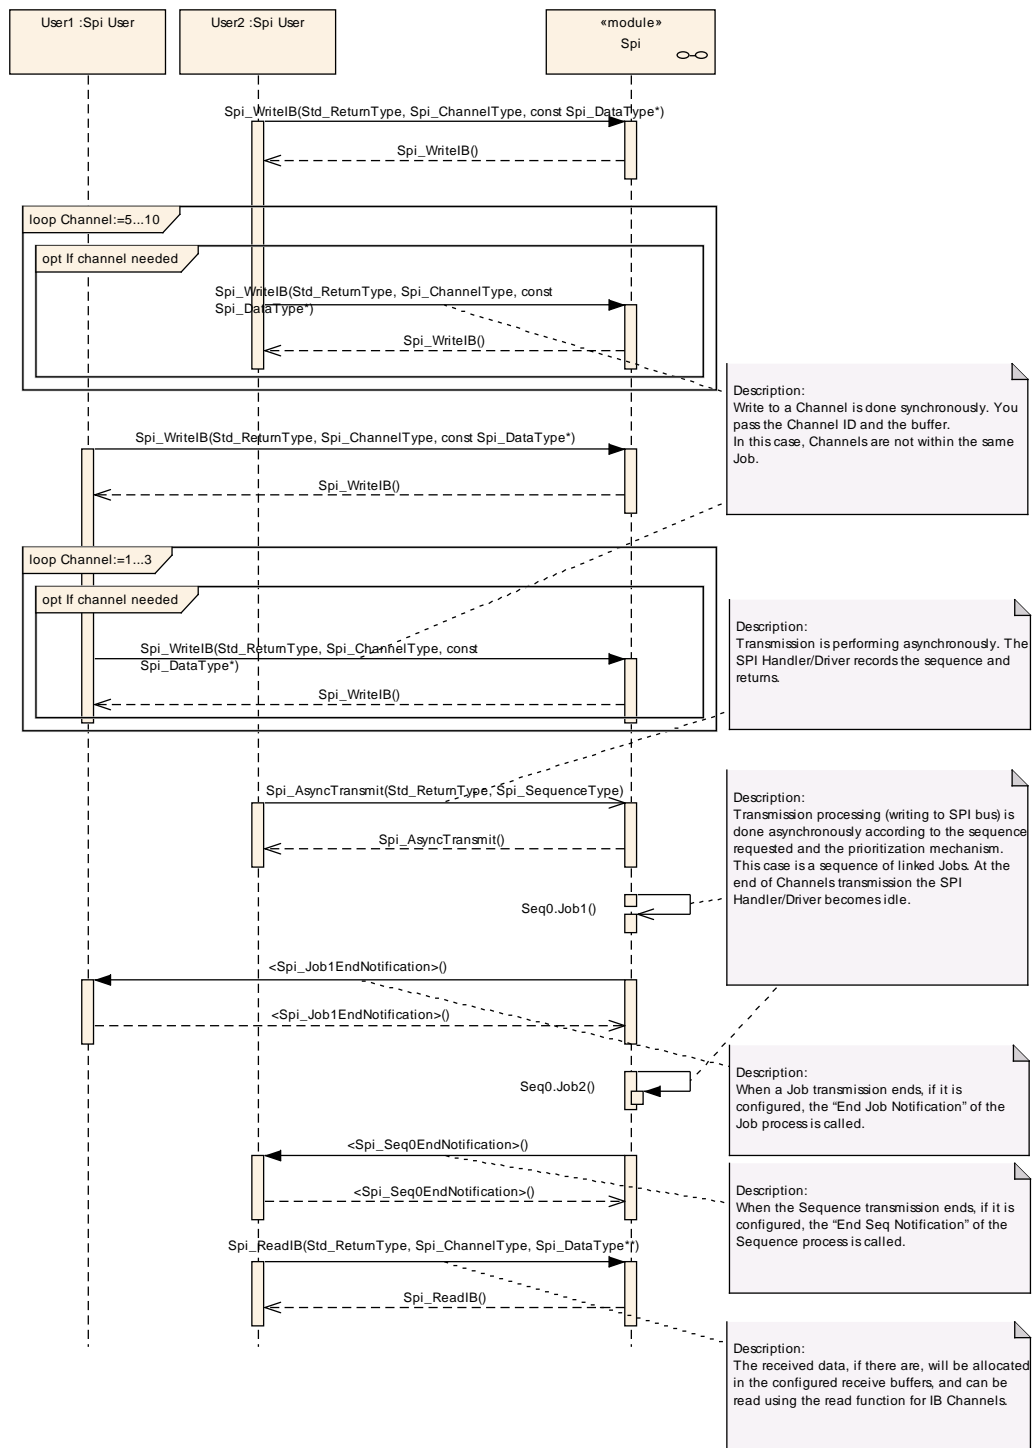 User1 :Spi User
User2 :Spi User
«module»
Spi
Spi_WriteIB(Std_ReturnType, Spi_ChannelType, const Spi_DataType*)
Spi_WriteIB()
loop Channel:=5...10
opt If channel needed
Spi_WriteIB(Std_ReturnType, Spi_ChannelType, const
Spi_DataType*)
Spi_WriteIB()
Description:
Write to a Channel is done synchronously. You
pass the Channel ID and the buffer.
In this case, Channels are not within the same
Job.
Spi_WriteIB(Std_ReturnType, Spi_ChannelType, const Spi_DataType*)
Spi_WriteIB()
loop Channel:=1...3
opt If channel needed
Spi_WriteIB(Std_ReturnType, Spi_ChannelType, const
Spi_DataType*)
Spi_WriteIB()
Description:
Transmission is performing asynchronously. The
SPI Handler/Driver records the sequence and
returns.
Spi_AsyncTransmit(Std_ReturnType, Spi_SequenceType)
Spi_AsyncTransmit()
Description:
Transmission processing (writing to SPI bus) is
done asynchronously according to the sequence
requested and the prioritization mechanism.
This case is a sequence of linked Jobs. At the
end of Channels transmission the SPI
Handler/Driver becomes idle.
Seq0.Job1()
<Spi_Job1EndNotification>()
<Spi_Job1EndNotification>()
Seq0.Job2()
Description:
When a Job transmission ends, if it is
configured, the “End Job Notification” of the
Job process is called.
<Spi_Seq0EndNotification>()
<Spi_Seq0EndNotification>()
Description:
When the Sequence transmission ends, if it is
configured, the “End Seq Notification” of the
Sequence process is called.
Spi_ReadIB(Std_ReturnType, Spi_ChannelType, Spi_DataType**)
Spi_ReadIB()
Description:
The received data, if there are, will be allocated
in the configured receive buffers, and can be
read using the read function for IB Channels.